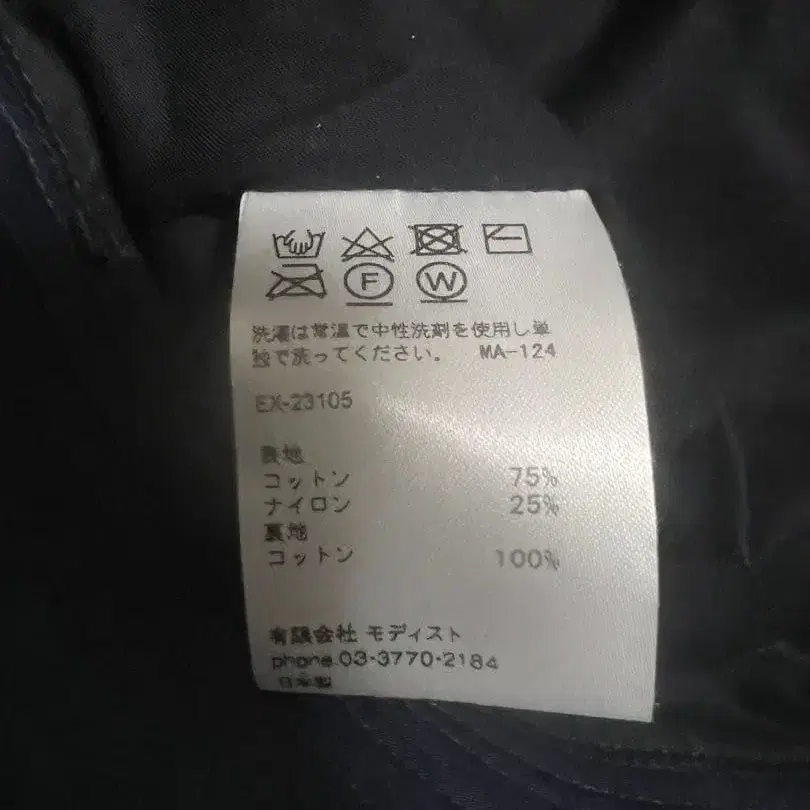 F W
洗濯は常温で中性洗剤を使用し単
独で洗ってください。 MA-124
EX-23105
表地
コットン 75%
ナイロン 25%
裏地
コットン 100%
有限会社 モディスト
phone.03-3770-2184
日本製